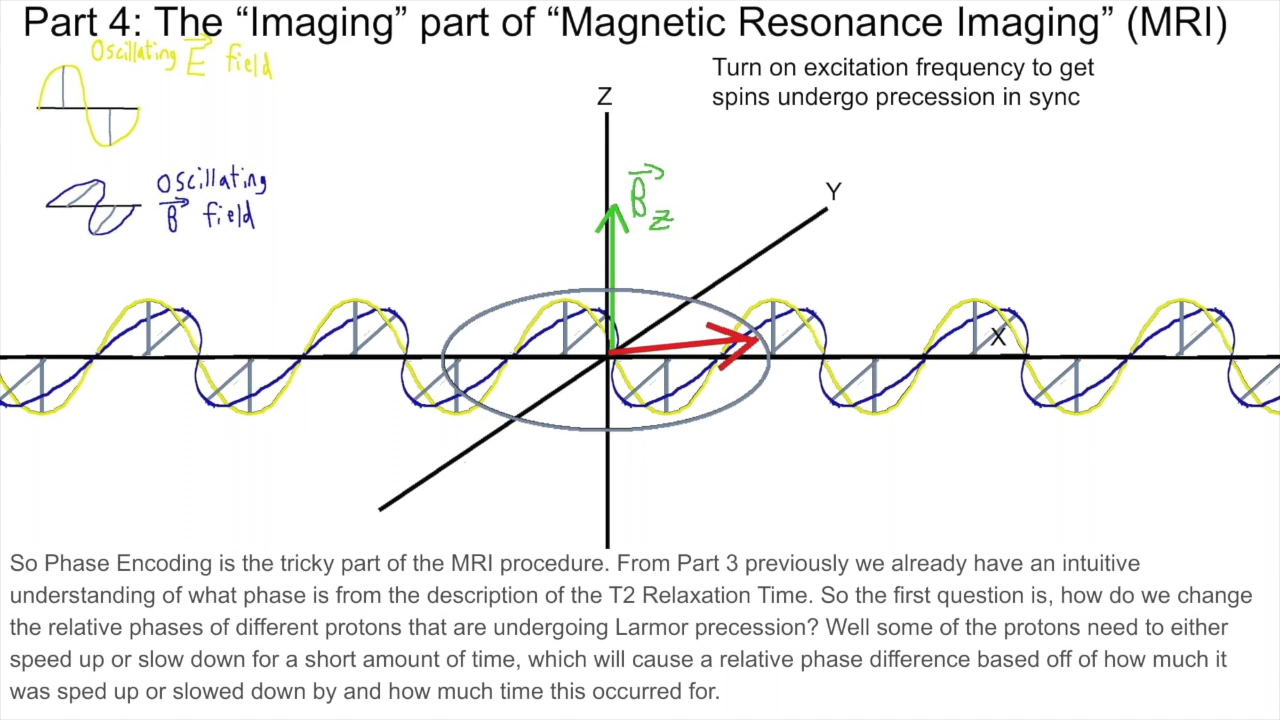 Part 4: The “Imaging” part of “Magnetic Resonance Imaging” (MRI)
Oscillating E field
Turn on excitation frequency to get
spins undergo precession in sync
Z
Oscillating
B field
B
z
Y
X
So Phase Encoding is the tricky part of the MRI procedure. From Part 3 previously we already have an intuitive
understanding of what phase is from the description of the T2 Relaxation Time. So the first question is, how do we change
the relative phases of different protons that are undergoing Larmor precession? Well some of the protons need to either
speed up or slow down for a short amount of time, which will cause a relative phase difference based off of how much it
was sped up or slowed down by and how much time this occurred for.